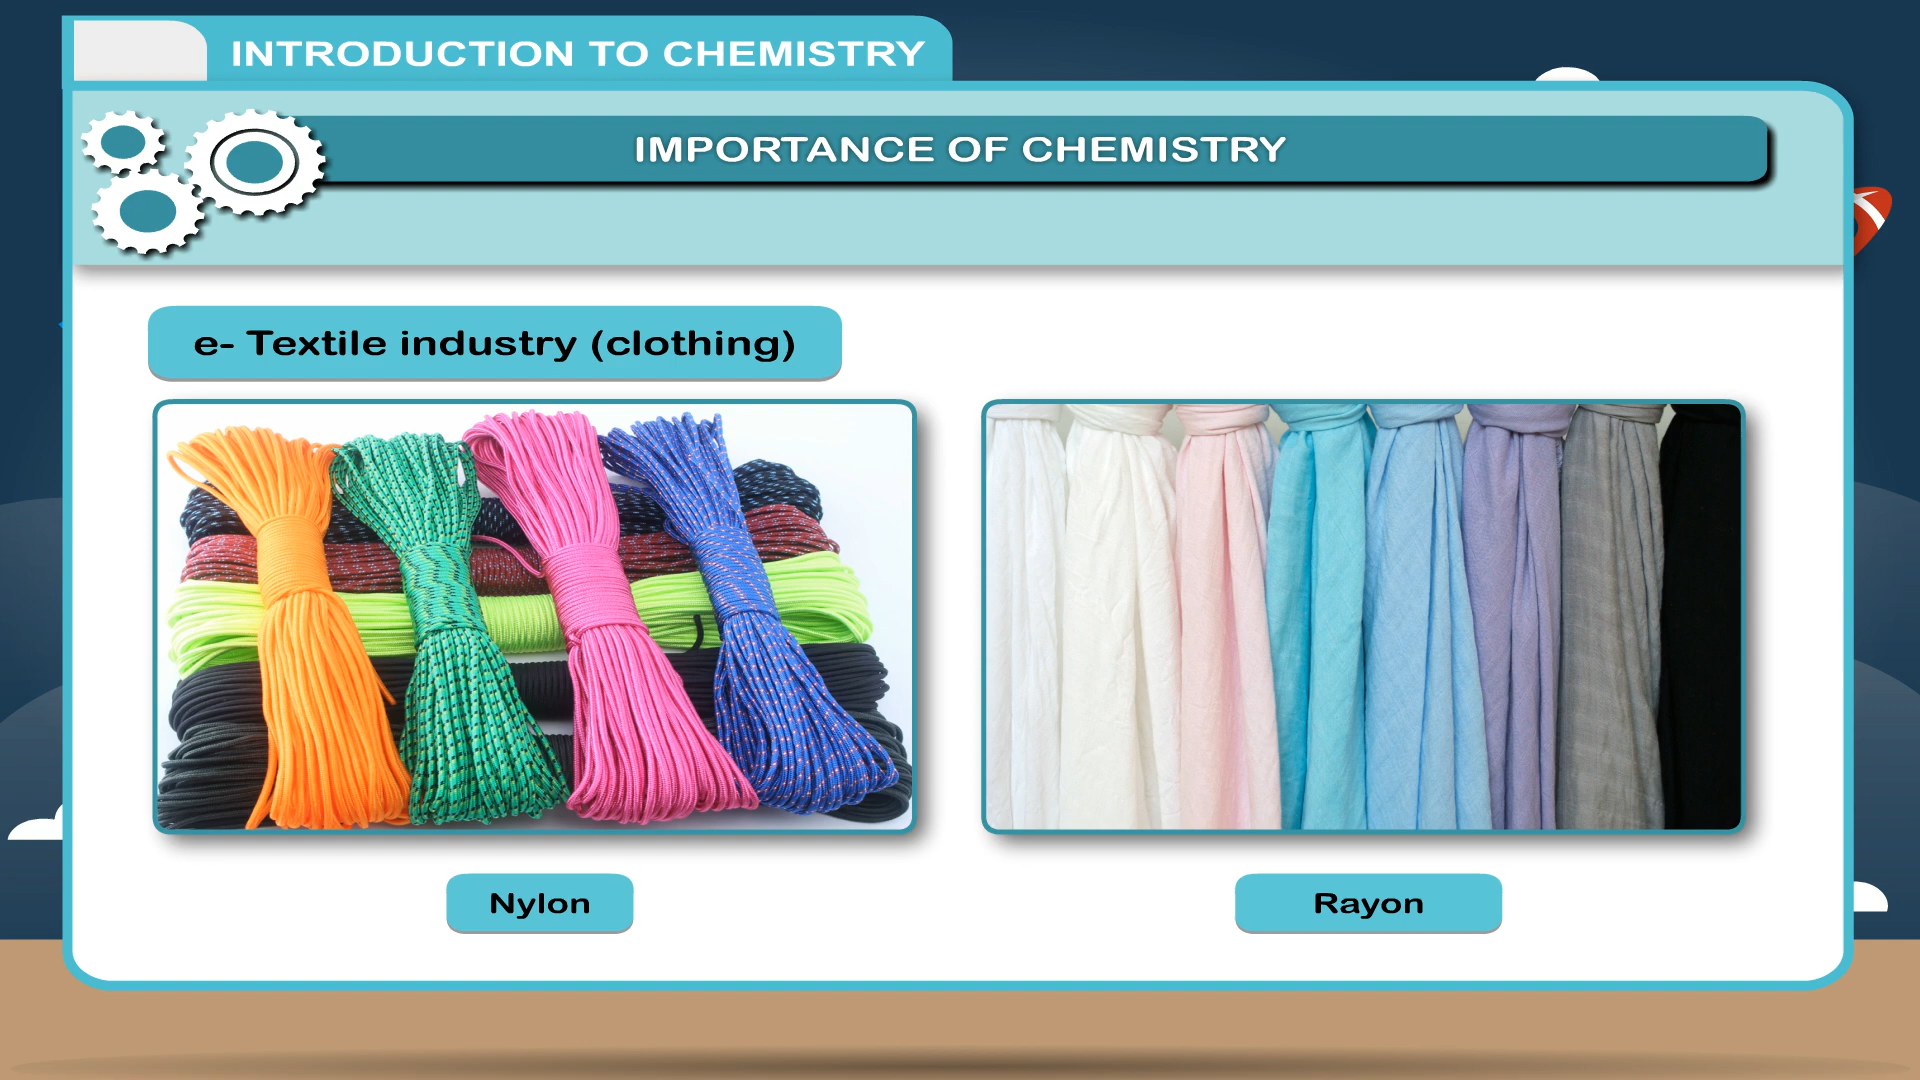 INTRODUCTION TO CHEMISTRY
IMPORTANCE OF CHEMISTRY
e- Textile industry (clothing)
Nylon
Rayon